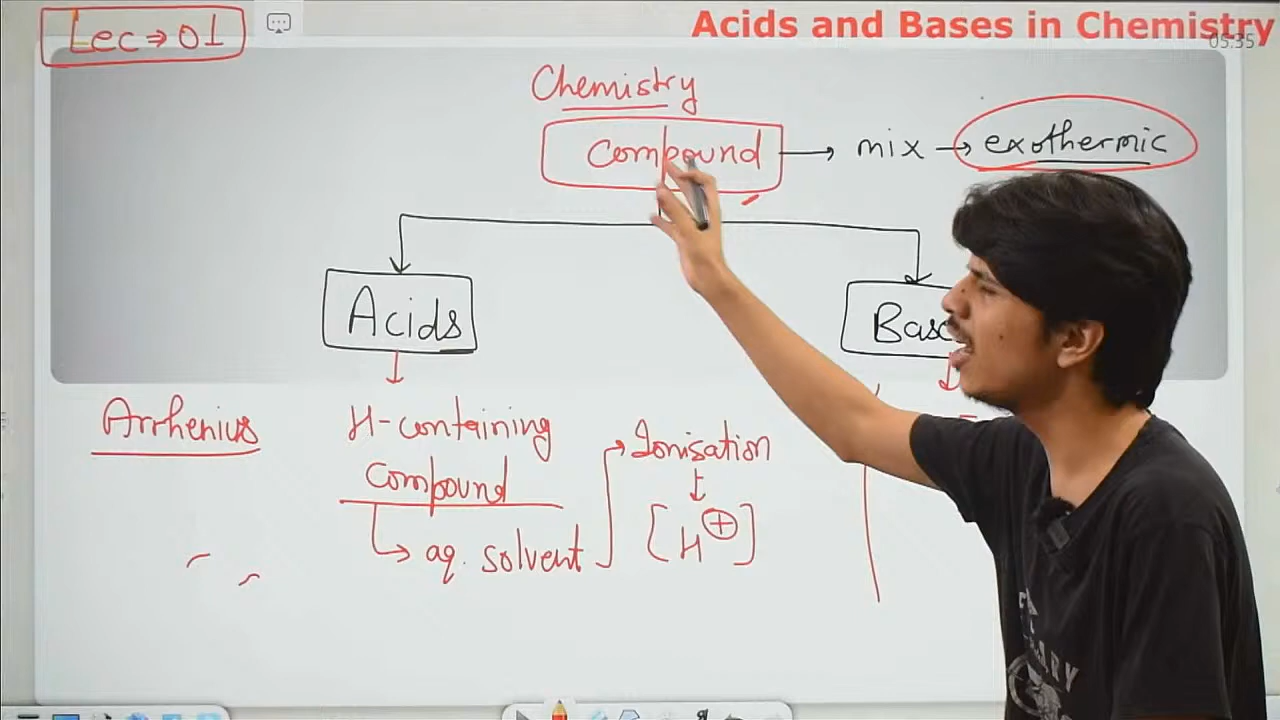 Lec ⇒ 01
Acids and Bases in Chemistry
05:35
Chemistry
Compound → mix → exothermic
Acids
Bas
Arrhenius
H-containing
compound
aq. solvent
Ionisation
[H⊕]